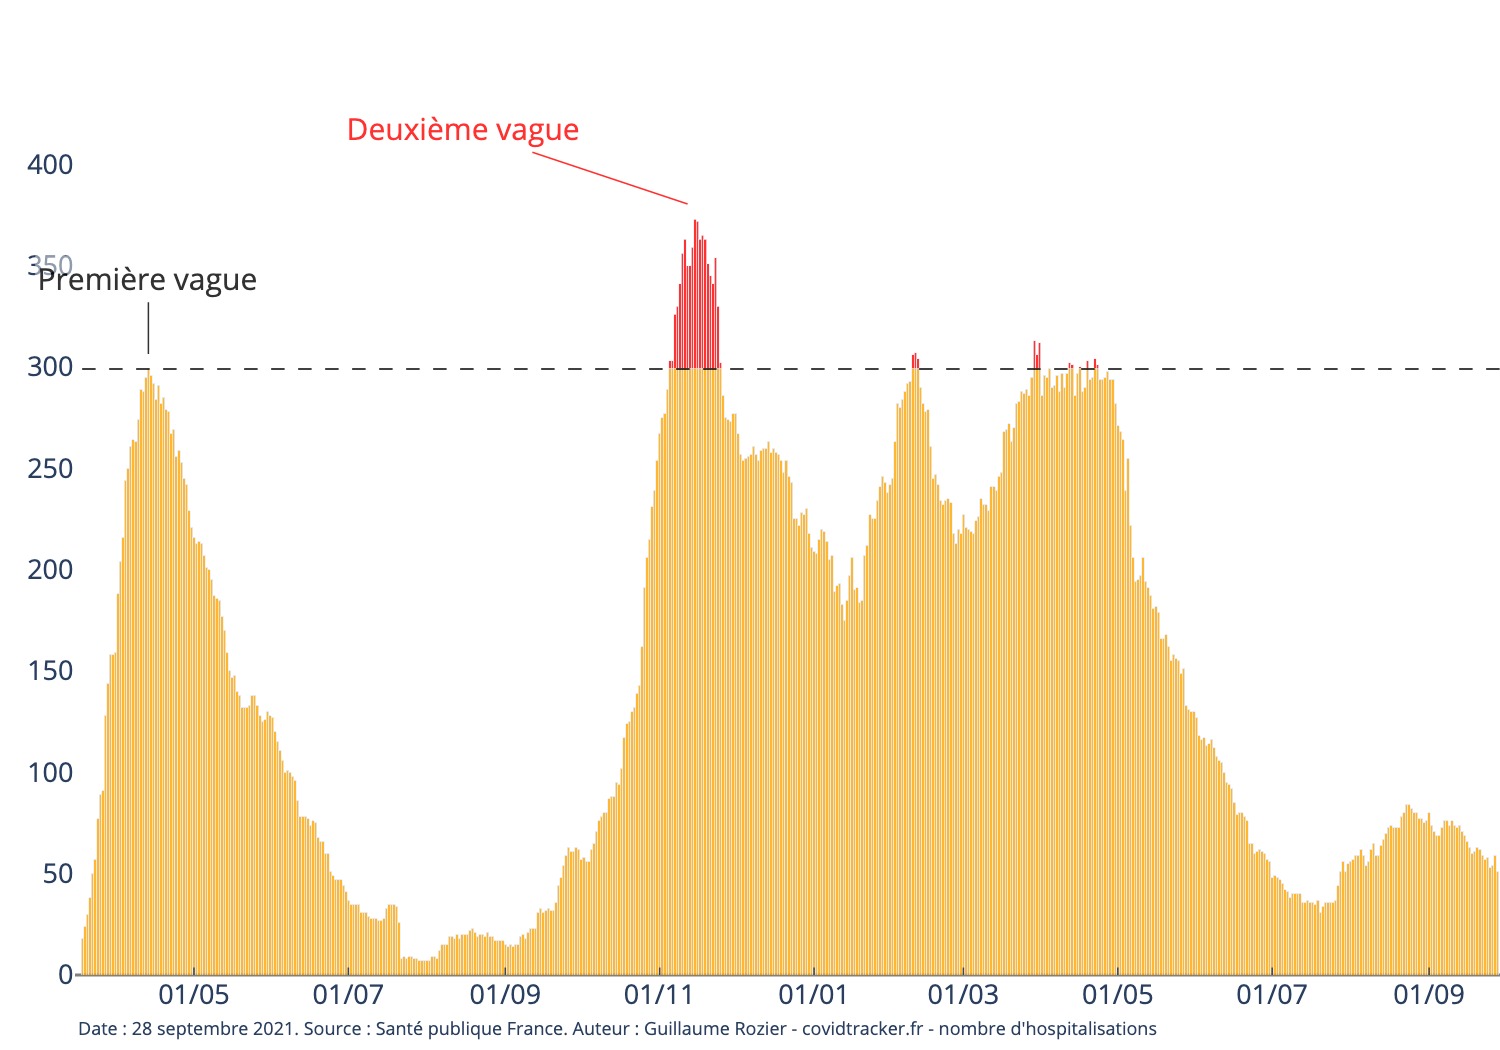 Deuxième vague
400
350
Première vague
300
250
200
150
100
50
0
01/05 01/07 01/09 01/11 01/01 01/03 01/05 01/07 01/09
Date : 28 septembre 2021. Source : Santé publique France. Auteur : Guillaume Rozier - covidtracker.fr - nombre d'hospitalisations